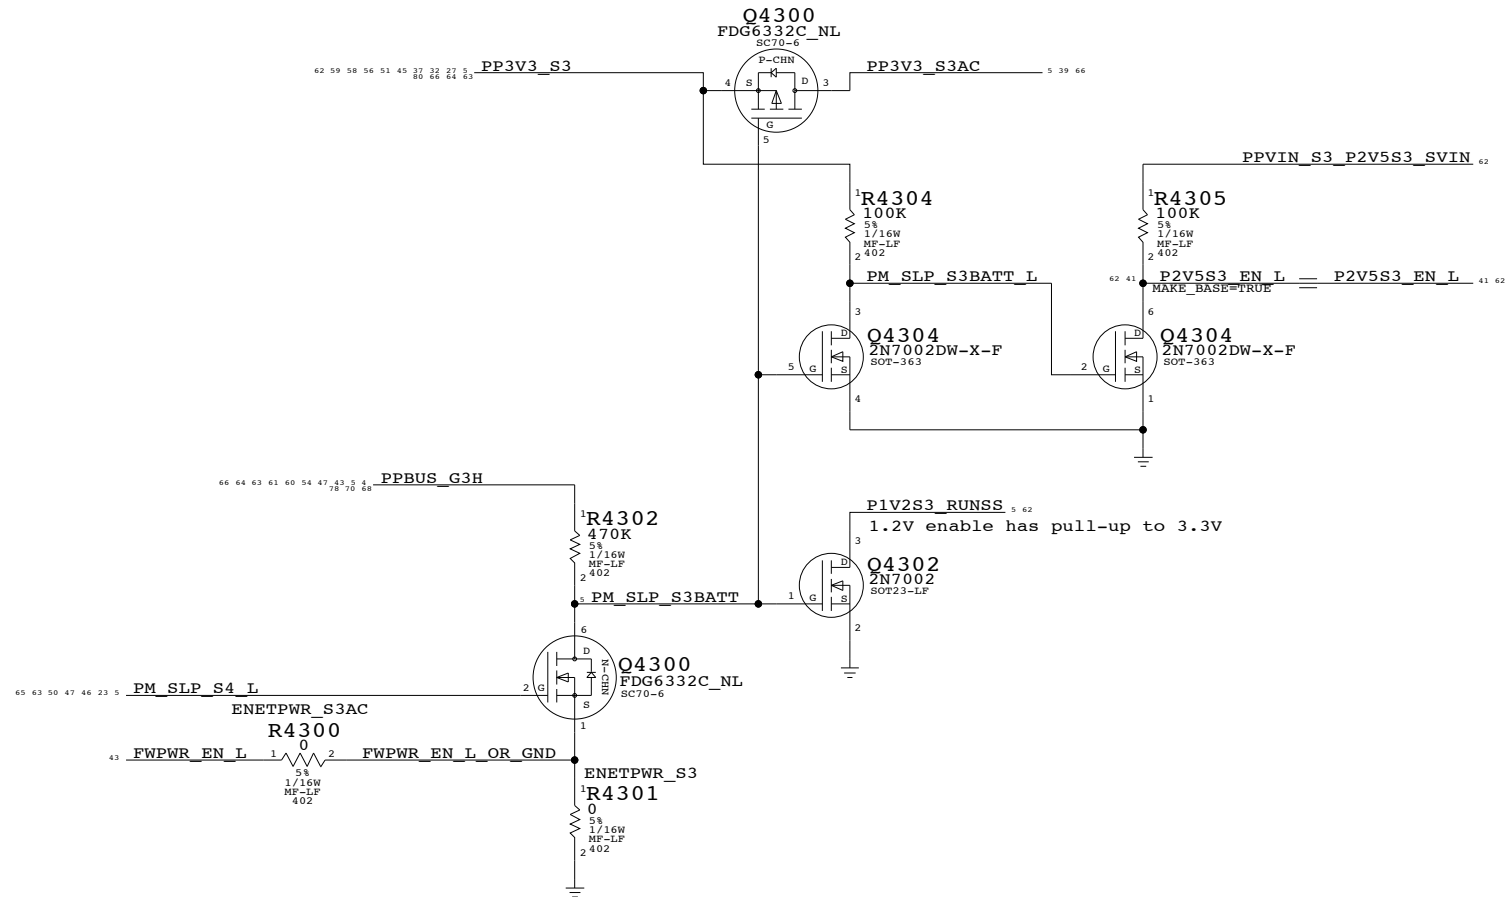 Q4300
FDG6332C_NL
SC70-6
P-CHN
62 59 58 56 51 45 37 32 27 5
80 66 64 63
PP3V3_S3
4
S
D
3
G
5
PP3V3_S3AC
5 39 66
PPVIN_S3_P2V5S3_SVIN
62
1
R4304
100K
5%
1/16W
MF-LF
402
2
1
R4305
100K
5%
1/16W
MF-LF
402
2
PM_SLP_S3BATT_L
62 41
P2V5S3_EN_L
MAKE_BASE=TRUE
P2V5S3_EN_L
41 62
3
D
Q4304
2N7002DW-X-F
SOT-363
5
G
S
4
6
D
Q4304
2N7002DW-X-F
SOT-363
2
G
S
1
66 64 63 61 60 54 47 43 5 4
78 70 68
PPBUS_G3H
1
R4302
470K
5%
1/16W
MF-LF
402
2
P1V2S3_RUNSS
5 62
1.2V enable has pull-up to 3.3V
3
D
Q4302
2N7002
SOT23-LF
5
PM_SLP_S3BATT
1
G
S
2
6
D
N-CHN
Q4300
FDG6332C_NL
SC70-6
65 63 50 47 46 23 5
PM_SLP_S4_L
2
G
S
1
ENETPWR_S3AC
R4300
0
43
FWPWR_EN_L
1
2
FWPWR_EN_L_OR_GND
5%
1/16W
MF-LF
402
ENETPWR_S3
1
R4301
0
5%
1/16W
MF-LF
402
2